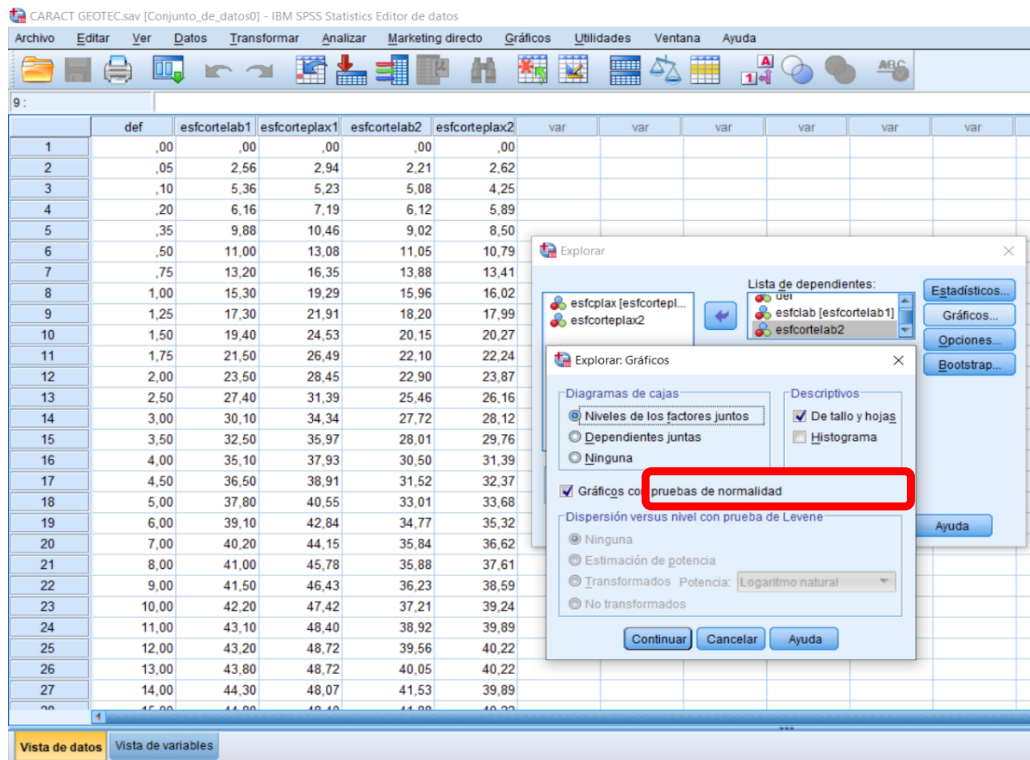 CARACT GEOTEC.sav [Conjunto_de_datos0] - IBM SPSS Statistics Editor de datos
Archivo Editar Ver Datos Transformar Analizar Marketing directo Gráficos Utilidades Ventana Ayuda
9 :
def esfcortelab1 esfcorteplax1 esfcortelab2 esfcorteplax2 var var var var var var
1 ,00 ,00 ,00 ,00 ,00
2 ,05 2,56 2,94 2,21 2,62
3 ,10 5,36 5,23 5,08 4,25
4 ,20 6,16 7,19 6,12 5,89
5 ,35 9,88 10,46 9,02 8,50
6 ,50 11,00 13,08 11,05 10,79
7 ,75 13,20 16,35 13,88 13,41
8 1,00 15,30 19,29 15,96 16,02
9 1,25 17,30 21,91 18,20 17,99
10 1,50 19,40 24,53 20,15 20,27
11 1,75 21,50 26,49 22,10 22,24
12 2,00 23,50 28,45 22,90 23,87
13 2,50 27,40 31,39 25,46 26,16
14 3,00 30,10 34,34 27,72 28,12
15 3,50 32,50 35,97 28,01 29,76
16 4,00 35,10 37,93 30,50 31,39
17 4,50 36,50 38,91 31,52 32,37
18 5,00 37,80 40,55 33,01 33,68
19 6,00 39,10 42,84 34,77 35,32
20 7,00 40,20 44,15 35,84 36,62
21 8,00 41,00 45,78 35,88 37,61
22 9,00 41,50 46,43 36,23 38,59
23 10,00 42,20 47,42 37,21 39,24
24 11,00 43,10 48,40 38,92 39,89
25 12,00 43,20 48,72 39,56 40,22
26 13,00 43,80 48,72 40,05 40,22
27 14,00 44,30 48,07 41,53 39,89
Explorar
Lista de dependientes:
esfcplax [esfcortepl...
esfcorteplax2
def
esfclab [esfcortelab1]
esfcortelab2
Estadísticos...
Gráficos...
Opciones...
Bootstrap...
Ayuda
Explorar: Gráficos
Diagramas de cajas
Niveles de los factores juntos
Dependientes juntas
Ninguna
Descriptivos
De tallo y hojas
Histograma
Gráficos co pruebas de normalidad
Dispersión versus nivel con prueba de Levene
Ninguna
Estimación de potencia
Transformados Potencia: Logaritmo natural
No transformados
Continuar Cancelar Ayuda
Vista de datos Vista de variables